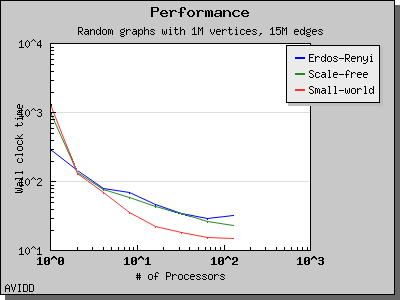 Performance
Random graphs with 1M vertices, 15M edges
Erdos-Renyi
Scale-free
Small-world
Wall clock time
10^4
10^3
10^2
10^1
10^0 10^1 10^2 10^3
# of Processors
AVIDD